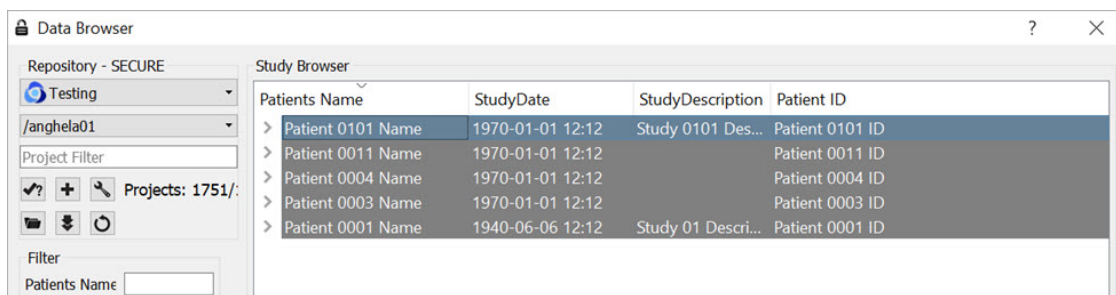 Data Browser ?
Repository - SECURE
Testing
/anghela01
Project Filter
Projects: 1751/
Filter
Patients Name
Study Browser
Patients Name StudyDate StudyDescription Patient ID
Patient 0101 Name 1970-01-01 12:12 Study 0101 Des... Patient 0101 ID
Patient 0011 Name 1970-01-01 12:12 Patient 0011 ID
Patient 0004 Name 1970-01-01 12:12 Patient 0004 ID
Patient 0003 Name 1970-01-01 12:12 Patient 0003 ID
Patient 0001 Name 1940-06-06 12:12 Study 01 Descri... Patient 0001 ID